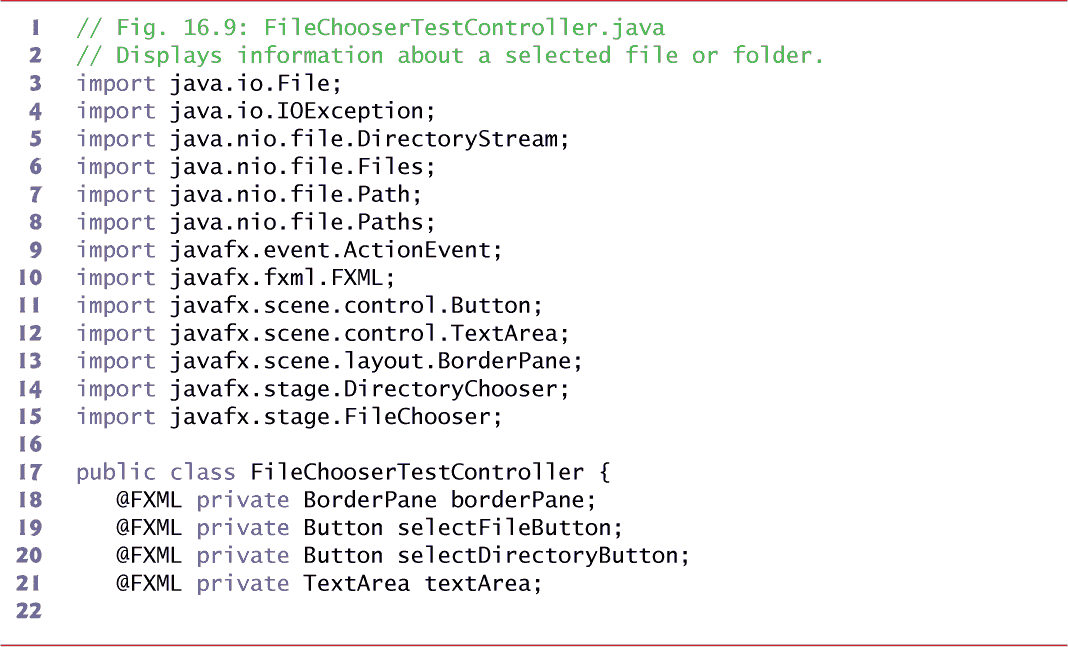 1 // Fig. 16.9: FileChooserTestController.java
2 // Displays information about a selected file or folder.
3 import java.io.File;
4 import java.io.IOException;
5 import java.nio.file.DirectoryStream;
6 import java.nio.file.Files;
7 import java.nio.file.Path;
8 import java.nio.file.Paths;
9 import javafx.event.ActionEvent;
10 import javafx.fxml.FXML;
11 import javafx.scene.control.Button;
12 import javafx.scene.control.TextArea;
13 import javafx.scene.layout.BorderPane;
14 import javafx.stage.DirectoryChooser;
15 import javafx.stage.FileChooser;
16
17 public class FileChooserTestController {
18 @FXML private BorderPane borderPane;
19 @FXML private Button selectFileButton;
20 @FXML private Button selectDirectoryButton;
21 @FXML private TextArea textArea;
22